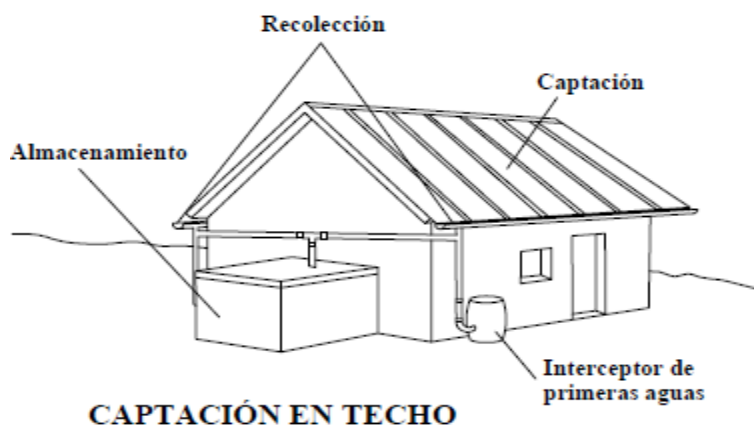 Recolección
Captación
Almacenamiento
Interceptor de
primeras aguas
CAPTACIÓN EN TECHO